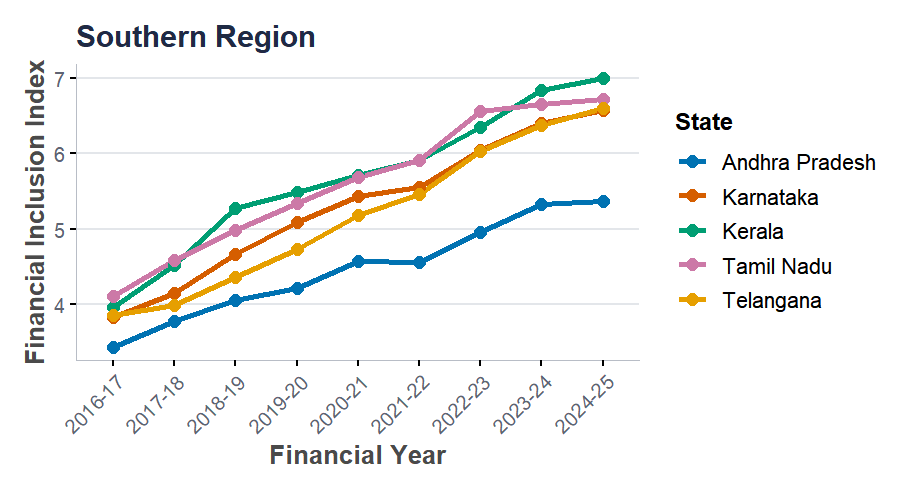 Southern Region
Financial Inclusion Index
7
6
5
4
2016-17
2017-18
2018-19
2019-20
2020-21
2021-22
2022-23
2023-24
2024-25
Financial Year
State
Andhra Pradesh
Karnataka
Kerala
Tamil Nadu
Telangana